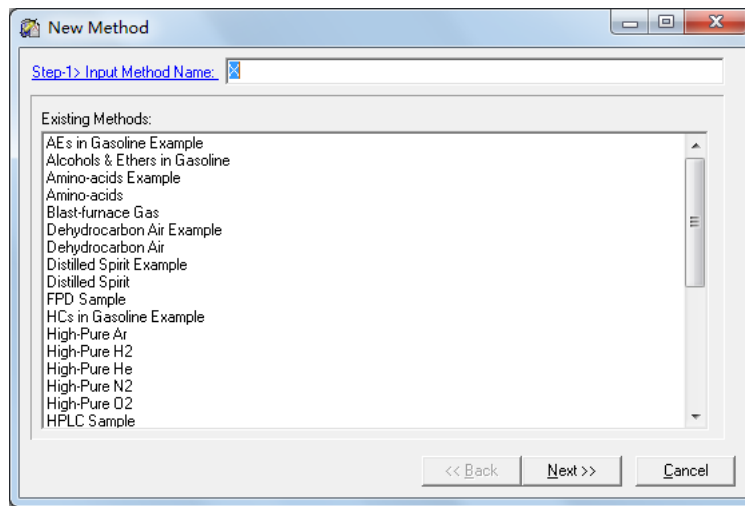 New Method
Step-1> Input Method Name: X
Existing Methods:
AEs in Gasoline Example
Alcohols & Ethers in Gasoline
Amino-acids Example
Amino-acids
Blast-furnace Gas
Dehydrocarbon Air Example
Dehydrocarbon Air
Distilled Spirit Example
Distilled Spirit
FPD Sample
HCs in Gasoline Example
High-Pure Ar
High-Pure H2
High-Pure He
High-Pure N2
High-Pure O2
HPLC Sample
<< Back Next >> Cancel